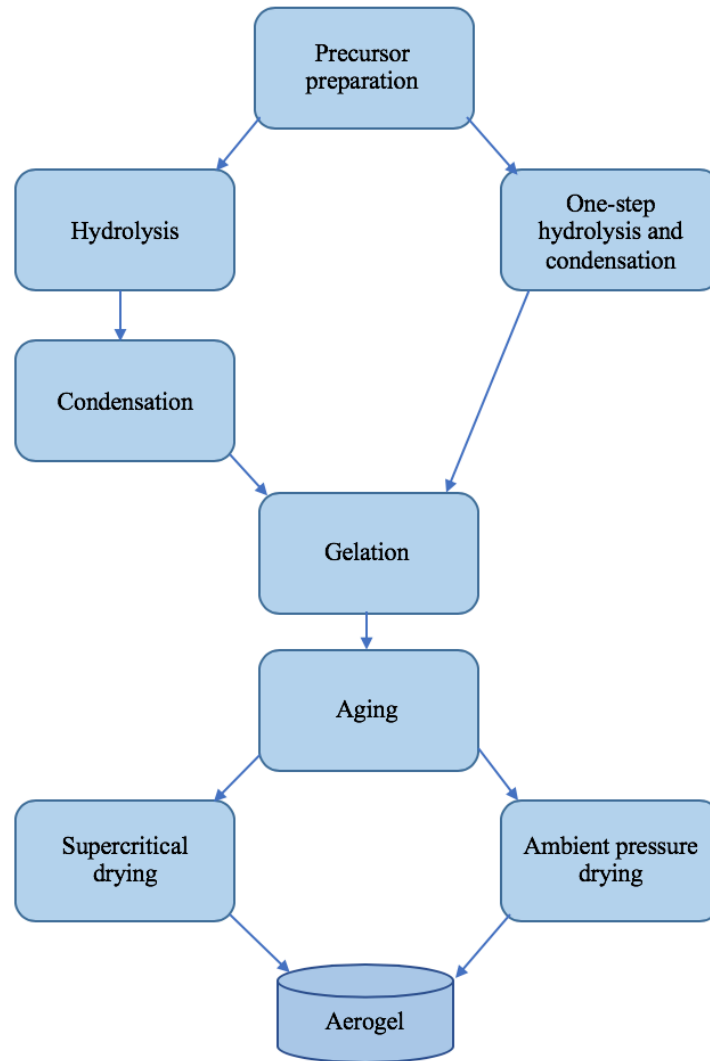 Precursor
preparation
Hydrolysis
One-step
hydrolysis and
condensation
Condensation
Gelation
Aging
Supercritical
drying
Ambient pressure
drying
Aerogel